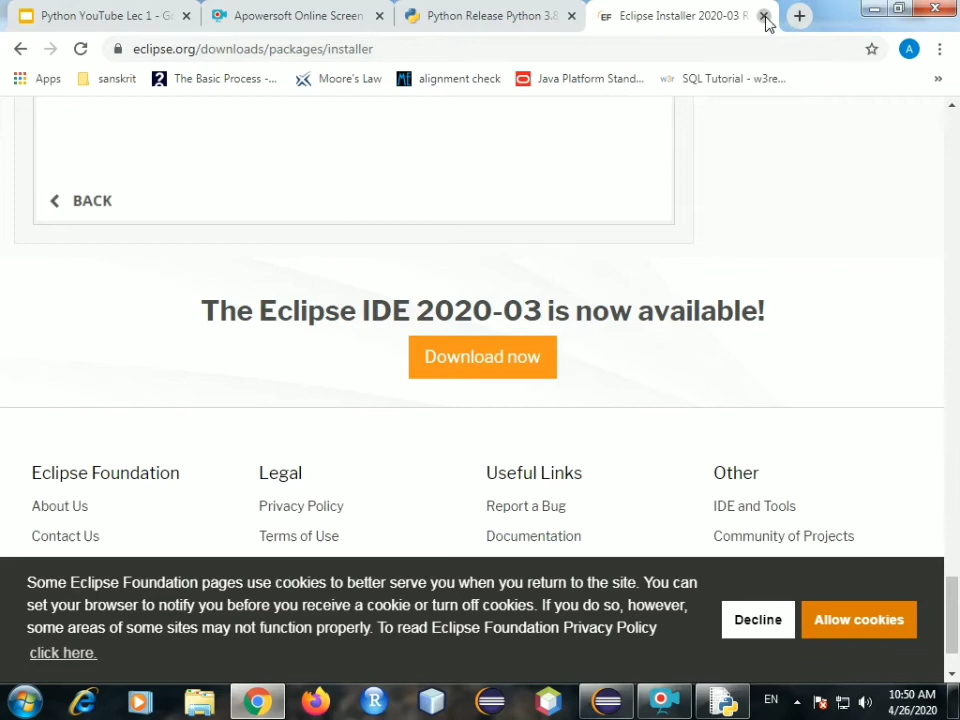 Python YouTube Lec 1 - Go
Apowersoft Online Screen
Python Release Python 3.8
EF Eclipse Installer 2020-03 R
eclipse.org/downloads/packages/installer
A
Apps
sanskrit
The Basic Process -...
Moore's Law
alignment check
Java Platform Stand...
w3r SQL Tutorial - w3re...
»
BACK
The Eclipse IDE 2020-03 is now available!
Download now
Eclipse Foundation
Legal
Useful Links
Other
About Us
Privacy Policy
Report a Bug
IDE and Tools
Contact Us
Terms of Use
Documentation
Community of Projects
Some Eclipse Foundation pages use cookies to better serve you when you return to the site. You can
set your browser to notify you before you receive a cookie or turn off cookies. If you do so, however,
some areas of some sites may not function properly. To read Eclipse Foundation Privacy Policy
click here.
Decline
Allow cookies
EN
10:50 AM
4/26/2020